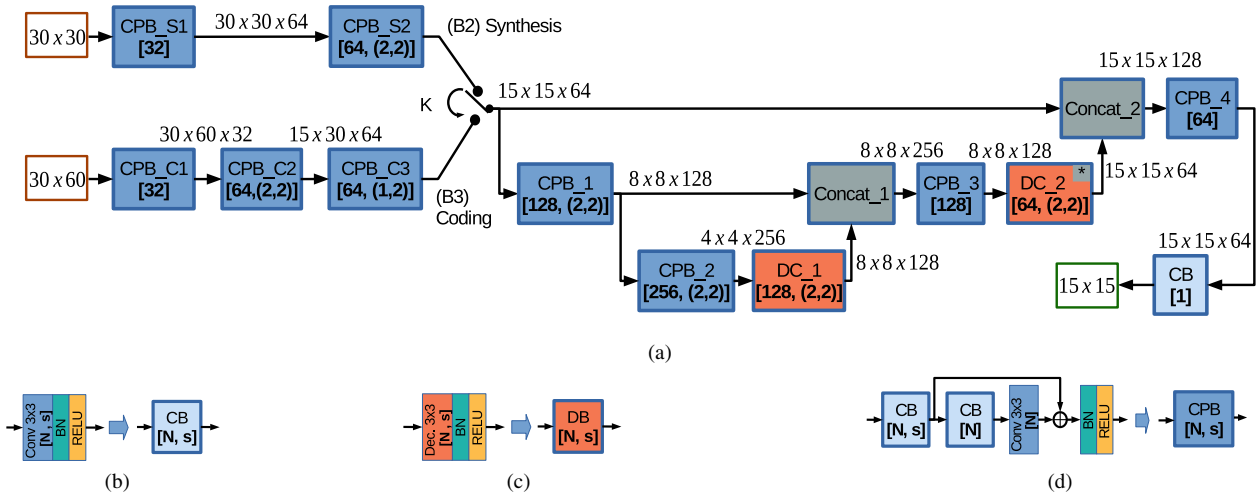 30 x 30
CPB_S1
[32]
30 x 30 x 64
CPB_S2
[64, (2,2)]
(B2) Synthesis
K
15 x 15 x 64
30 x 60
CPB_C1
[32]
30 x 60 x 32
CPB_C2
[64,(2,2)]
15 x 30 x 64
CPB_C3
[64, (1,2)]
(B3)
Coding
CPB_1
[128, (2,2)]
8 x 8 x 128
CPB_2
[256, (2,2)]
4 x 4 x 256
DC_1
[128, (2,2)]
8 x 8 x 128
Concat_1
8 x 8 x 256
CPB_3
[128]
8 x 8 x 128
DC_2
*
[64, (2,2)]
15 x 15 x 64
Concat_2
15 x 15 x 128
CPB_4
[64]
15 x 15 x 64
CB
[1]
15 x 15
(a)
Conv 3x3
[N, s]
BN
RELU
CB
[N, s]
(b)
Dec. 3x3
[N, s]
BN
RELU
DB
[N, s]
(c)
CB
[N, s]
CB
[N]
Conv 3x3
[N]
BN
RELU
CPB
[N, s]
(d)